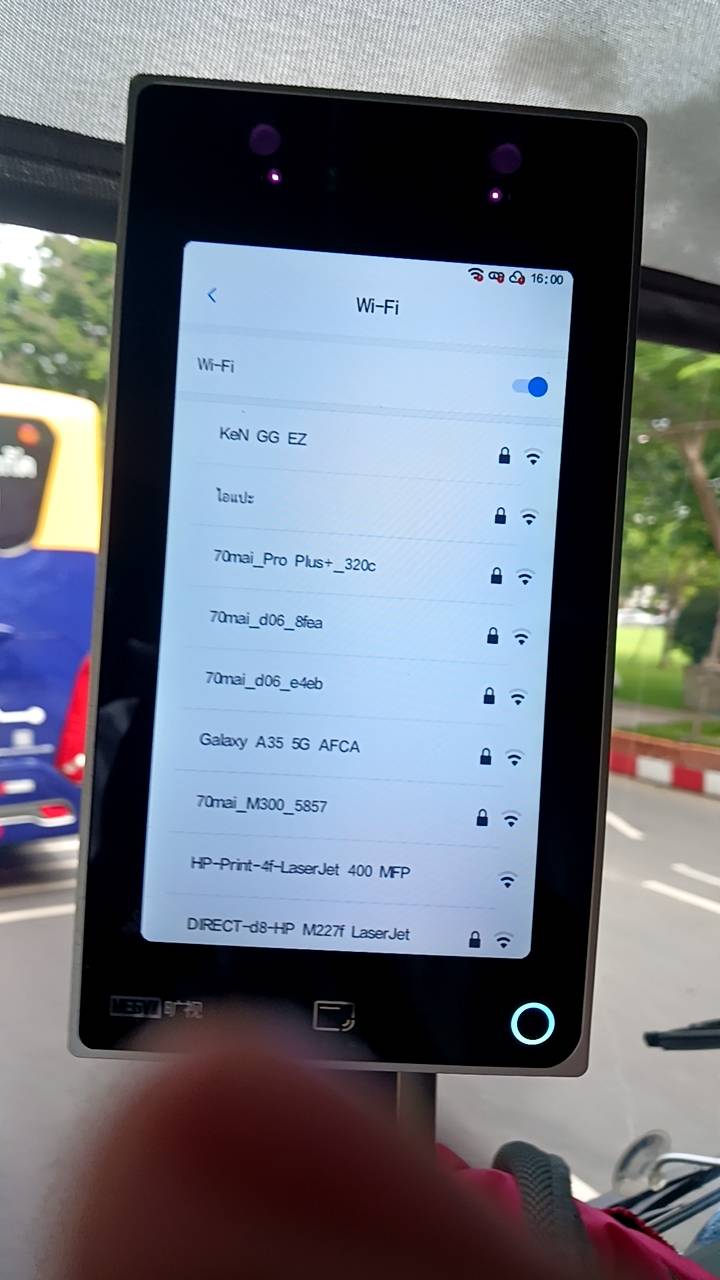 16:00
Wi-Fi
Wi-Fi
KeN GG EZ
ไอแปะ
70mai_Pro Plus+_320c
70mai_d06_8fea
70mai_d06_e4eb
Galaxy A35 5G AFCA
70mai_M300_5857
HP-Print-4f-LaserJet 400 MFP
DIRECT-d8-HP M227f LaserJet
旷视